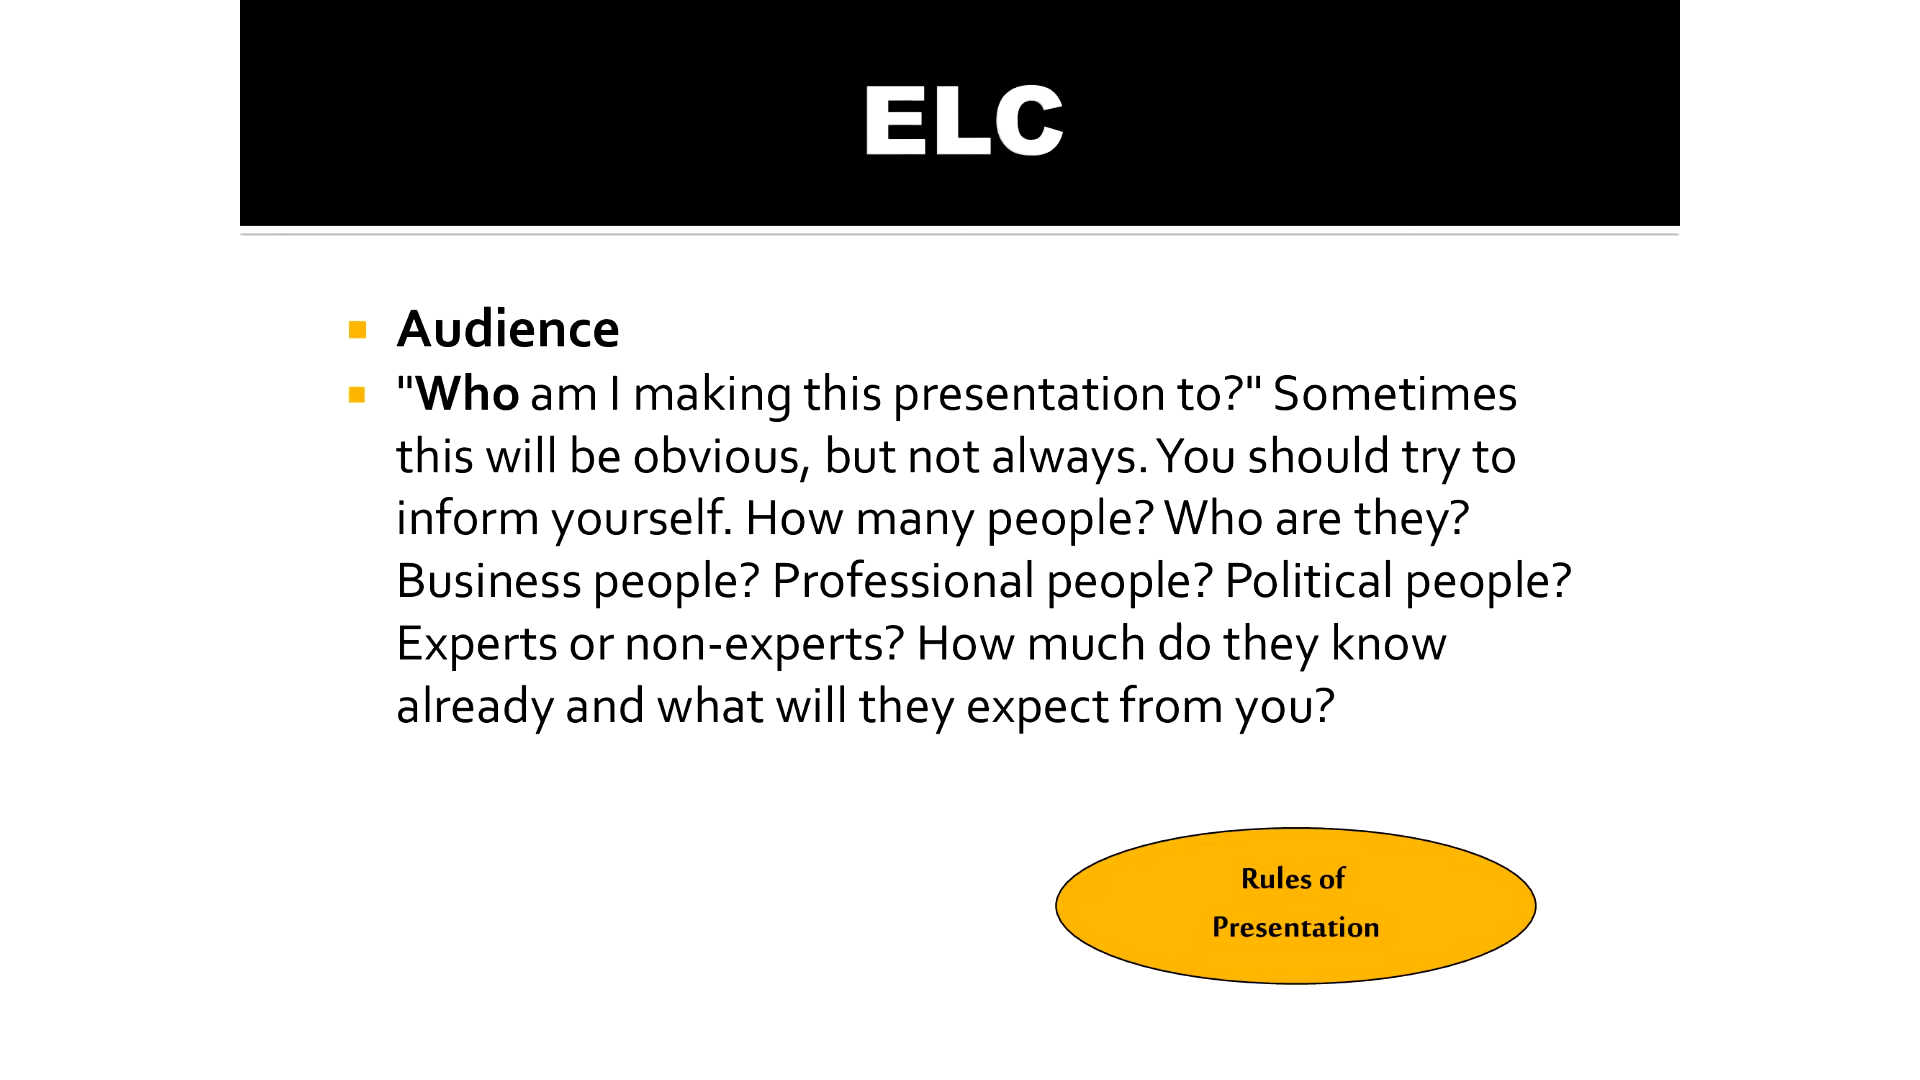 ELC
Audience
"Who am I making this presentation to?" Sometimes
this will be obvious, but not always. You should try to
inform yourself. How many people? Who are they?
Business people? Professional people? Political people?
Experts or non-experts? How much do they know
already and what will they expect from you?
Rules of
Presentation